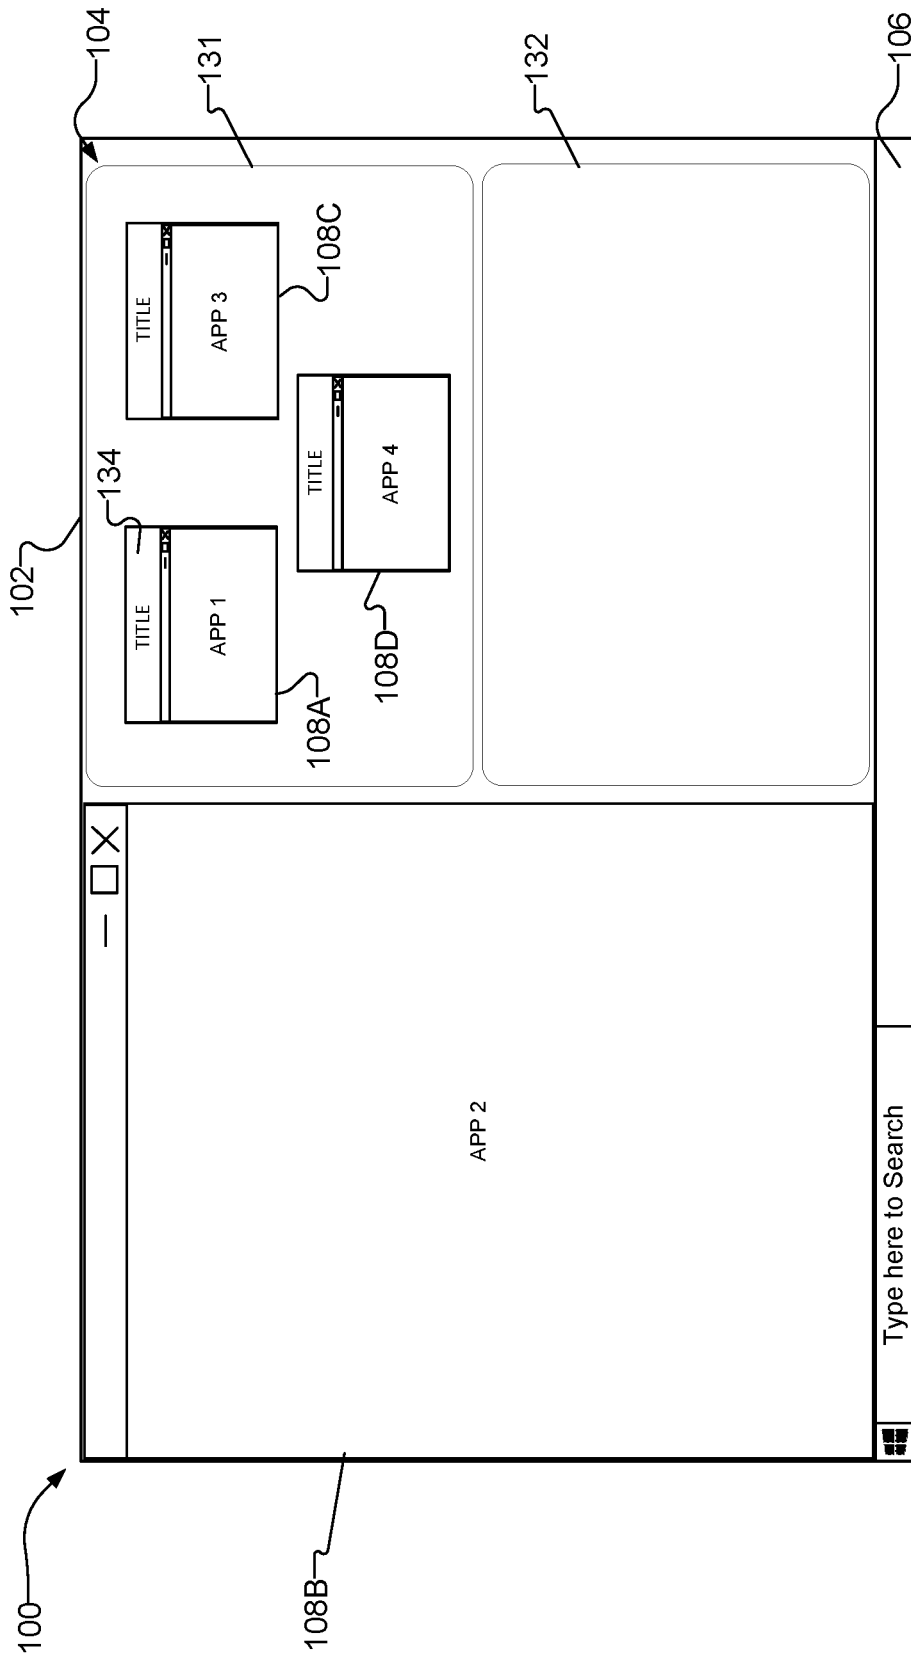 100
102
104
134
131
TITLE
APP 1
TITLE
APP 3
108A
108C
TITLE
APP 4
108D
108B
APP 2
132
Type here to Search
106